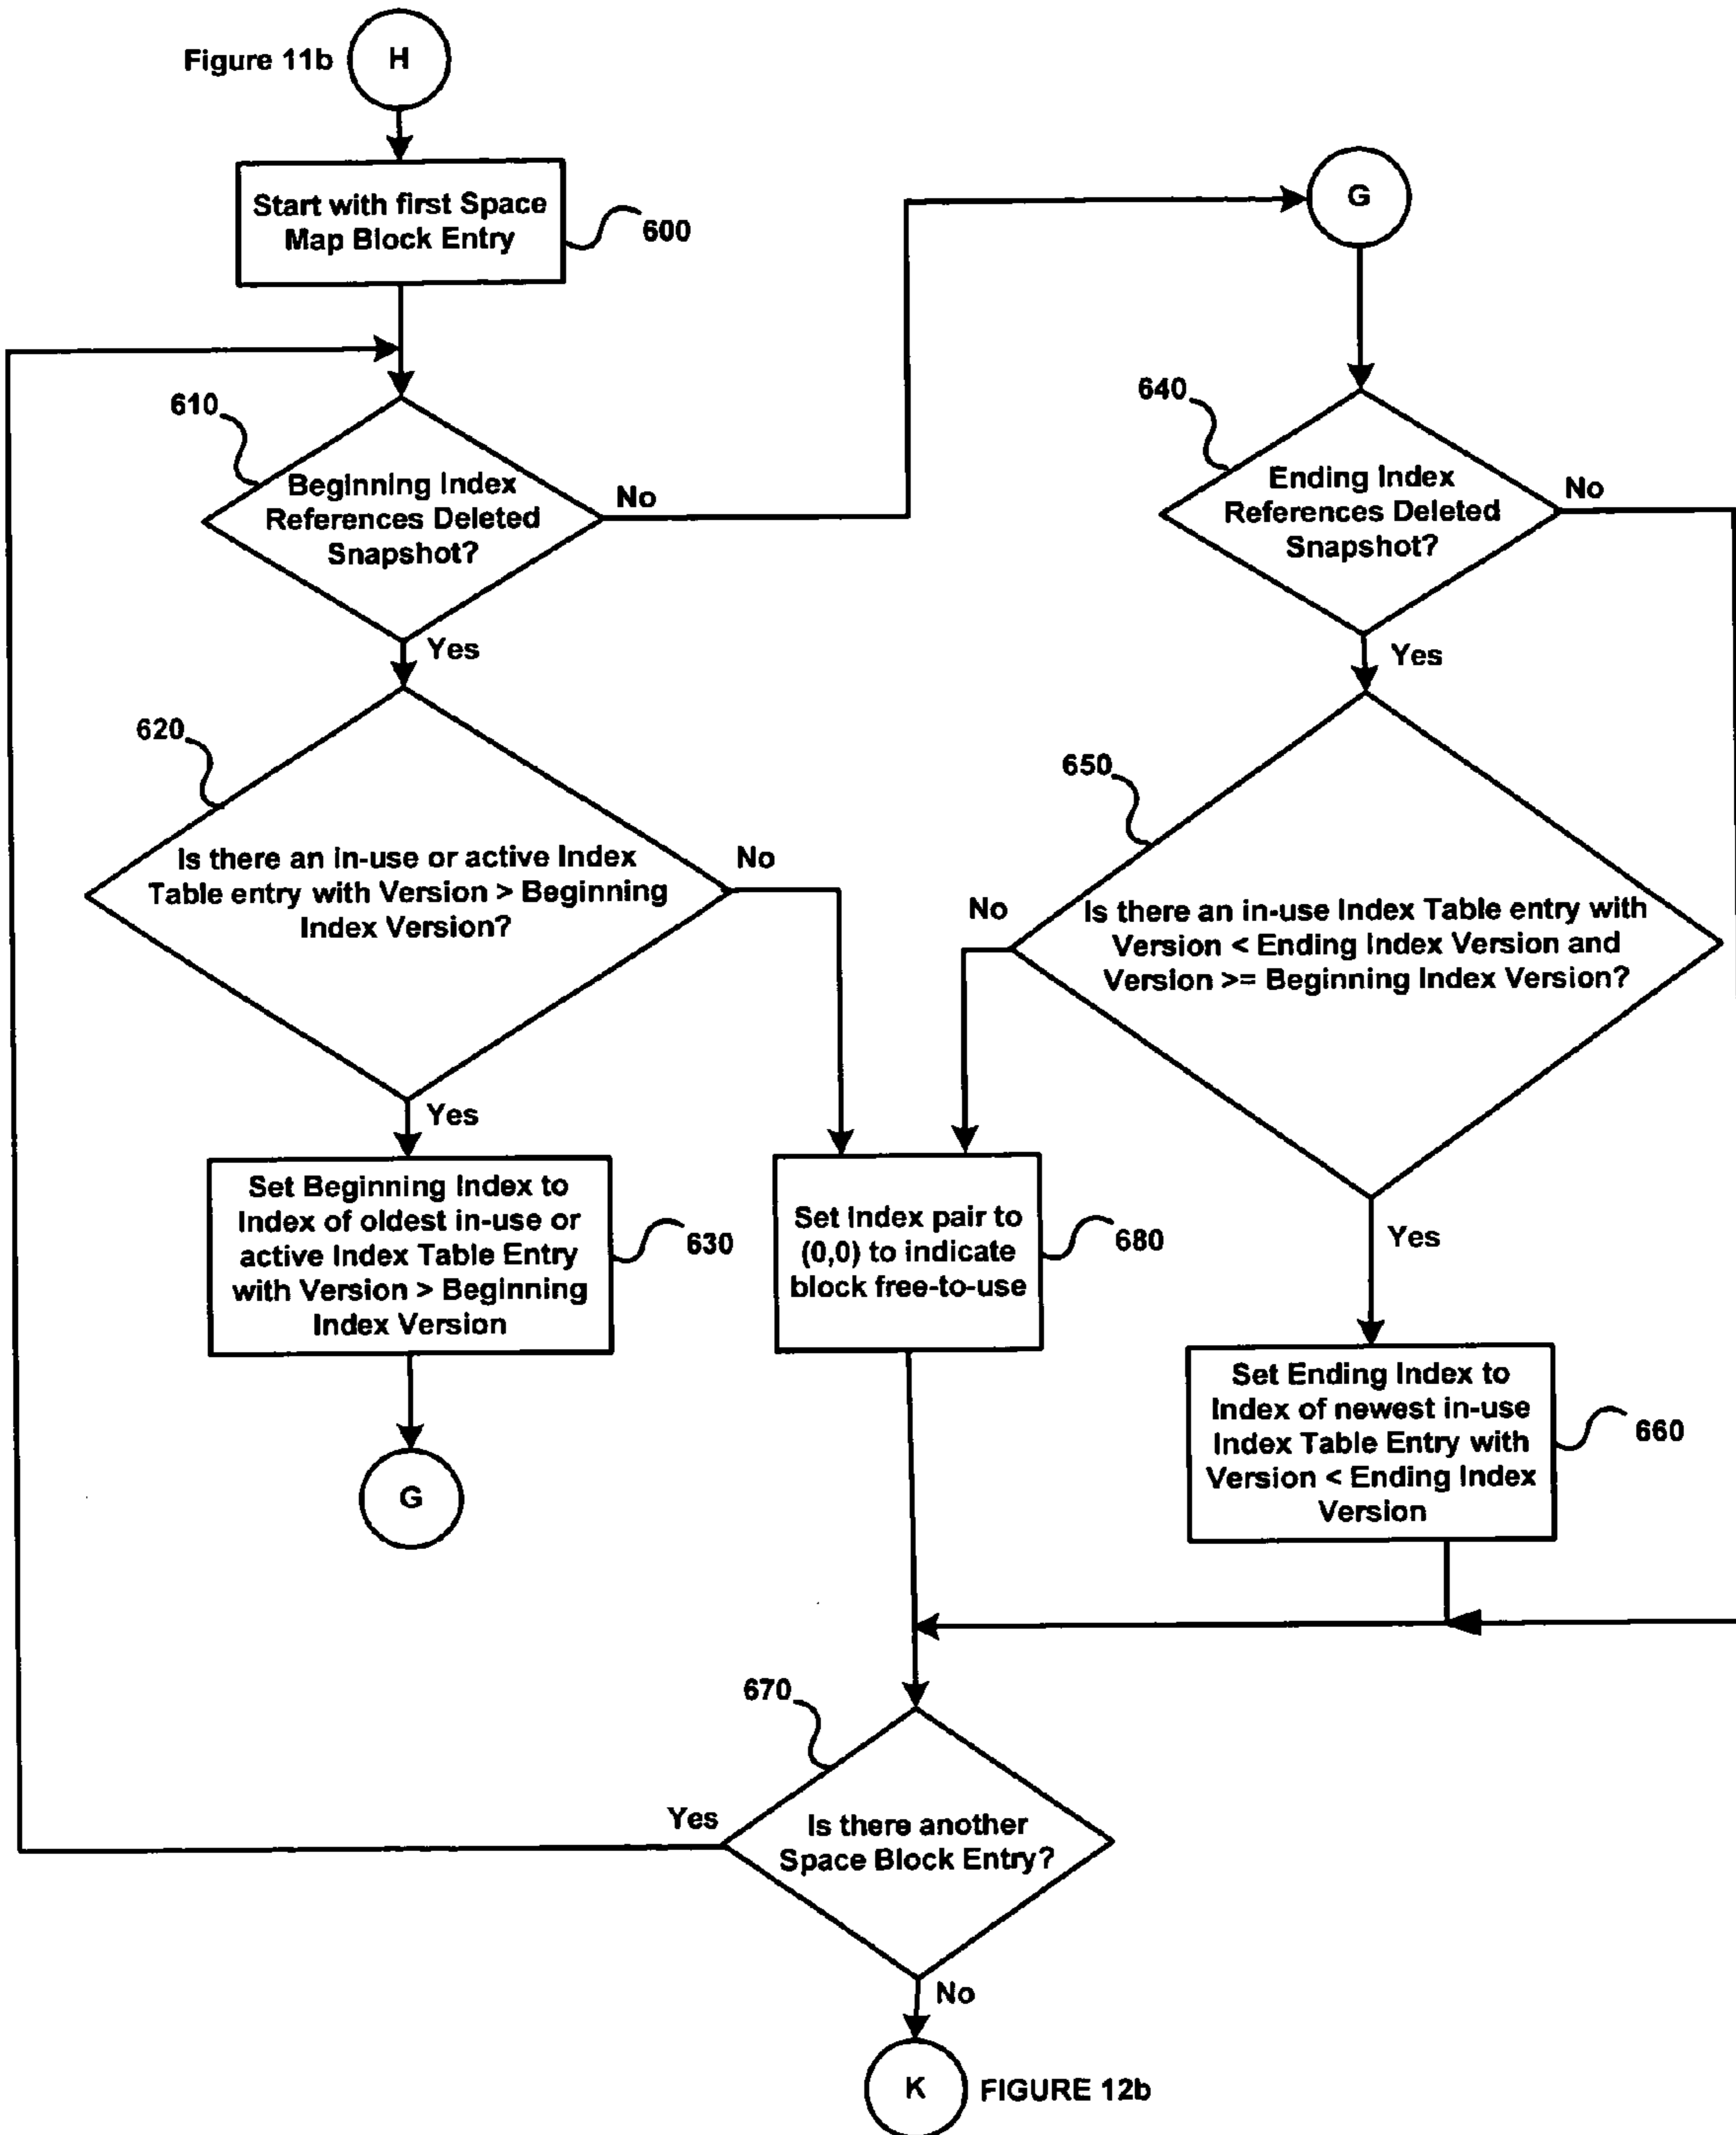 Figure 11b
H
Start with first Space
Map Block Entry
600
G
610
Beginning Index
References Deleted
Snapshot?
No
Yes
640
Ending Index
References Deleted
Snapshot?
No
Yes
620
Is there an in-use or active Index
Table entry with Version > Beginning
Index Version?
No
Yes
650
Is there an in-use Index Table entry with
Version < Ending Index Version and
Version >= Beginning Index Version?
No
Yes
Set Beginning Index to
Index of oldest in-use or
active Index Table Entry
with Version > Beginning
Index Version
630
Set Index pair to
(0,0) to indicate
block free-to-use
680
Set Ending Index to
Index of newest in-use
Index Table Entry with
Version < Ending Index
Version
660
G
670
Is there another
Space Block Entry?
Yes
No
K
FIGURE 12b